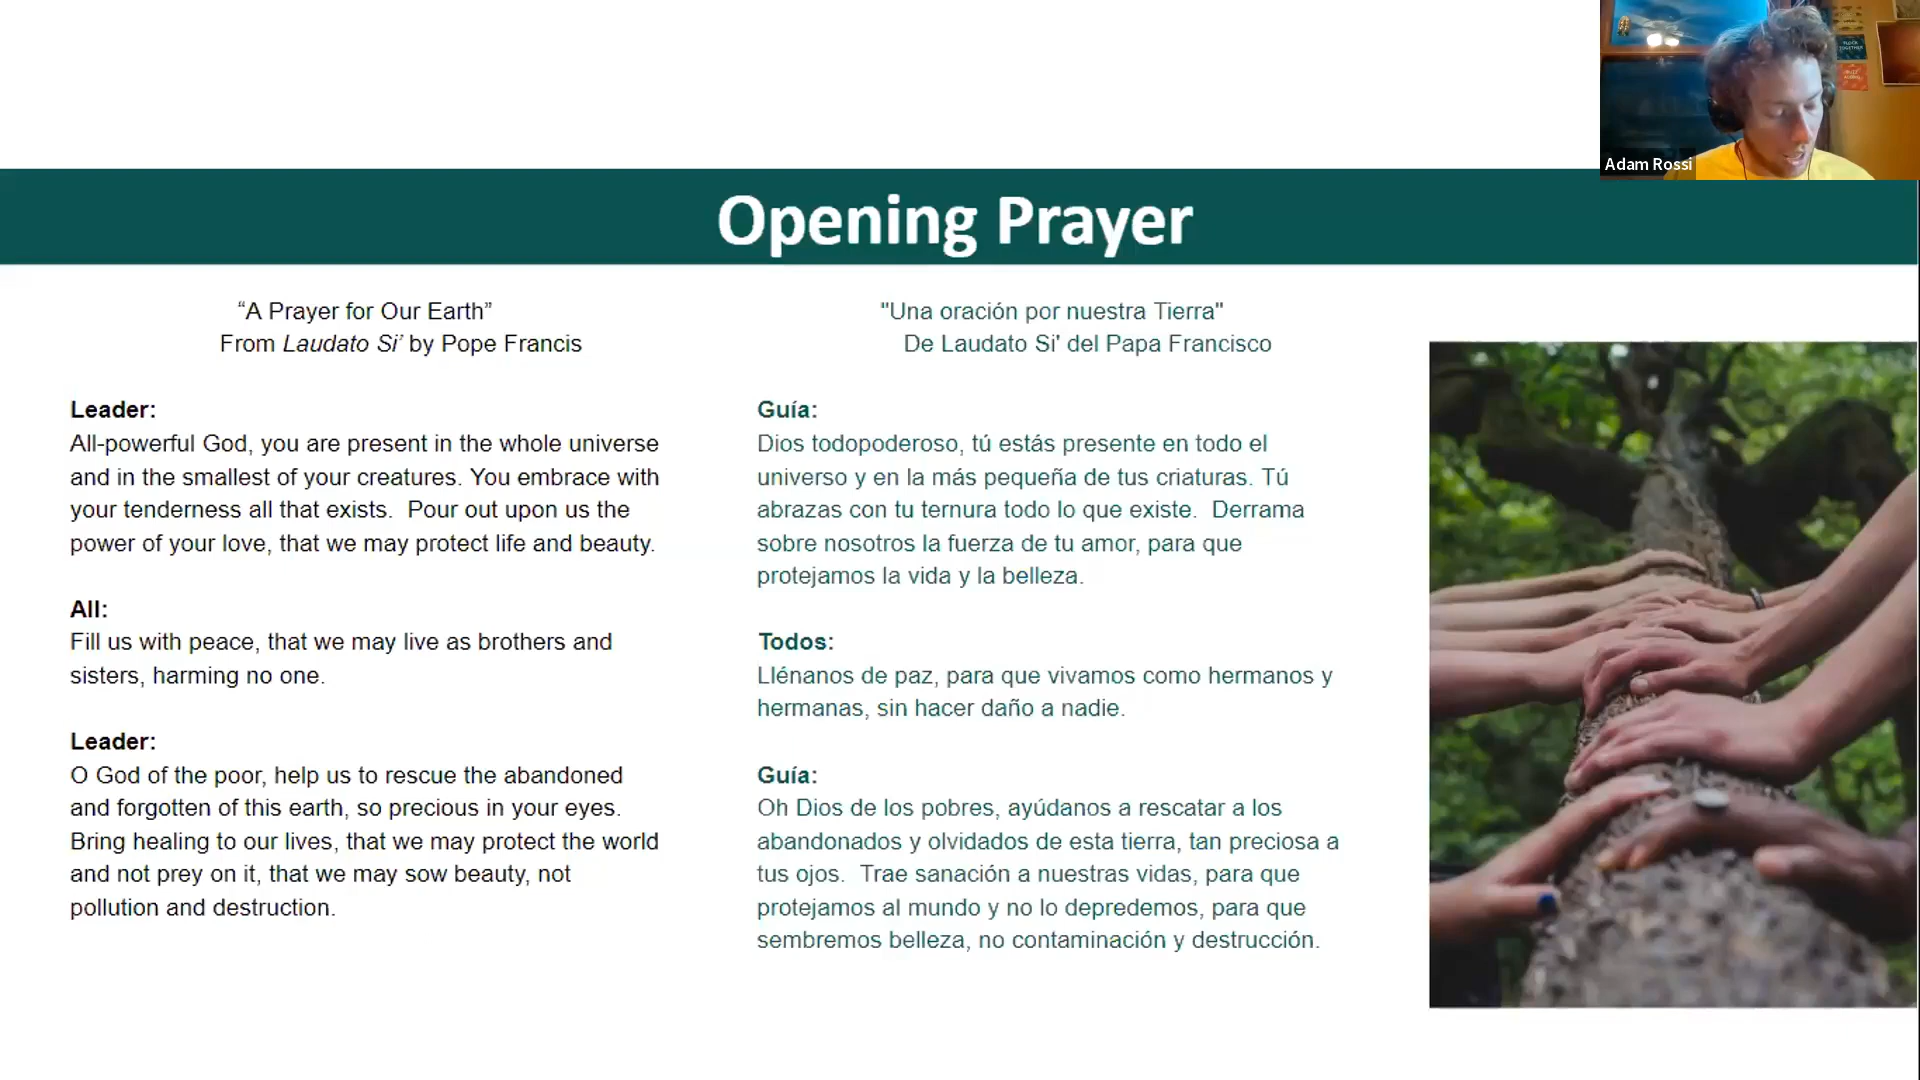 Adam Rossi
Opening Prayer
“A Prayer for Our Earth”
From Laudato Si’ by Pope Francis
Leader:
All-powerful God, you are present in the whole universe
and in the smallest of your creatures. You embrace with
your tenderness all that exists.  Pour out upon us the
power of your love, that we may protect life and beauty.
All:
Fill us with peace, that we may live as brothers and
sisters, harming no one.
Leader:
O God of the poor, help us to rescue the abandoned
and forgotten of this earth, so precious in your eyes.
Bring healing to our lives, that we may protect the world
and not prey on it, that we may sow beauty, not
pollution and destruction.
"Una oración por nuestra Tierra"
De Laudato Si' del Papa Francisco
Guía:
Dios todopoderoso, tú estás presente en todo el
universo y en la más pequeña de tus criaturas. Tú
abrazas con tu ternura todo lo que existe.  Derrama
sobre nosotros la fuerza de tu amor, para que
protejamos la vida y la belleza.
Todos:
Llénanos de paz, para que vivamos como hermanos y
hermanas, sin hacer daño a nadie.
Guía:
Oh Dios de los pobres, ayúdanos a rescatar a los
abandonados y olvidados de esta tierra, tan preciosa a
tus ojos.  Trae sanación a nuestras vidas, para que
protejamos al mundo y no lo depredemos, para que
sembremos belleza, no contaminación y destrucción.